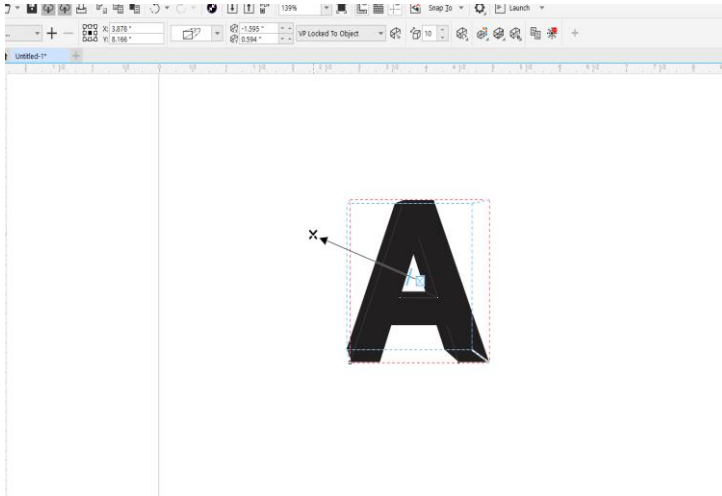 139% Snap To Launch
X: 3.878 "
Y: 8.166 "
-1.595 "
0.594 "
VP Locked To Object
10
Untitled-1*
A